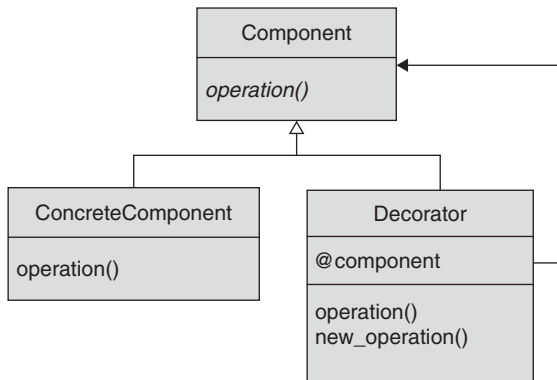 Component
operation()
ConcreteComponent
operation()
Decorator
@component
operation()
new_operation()